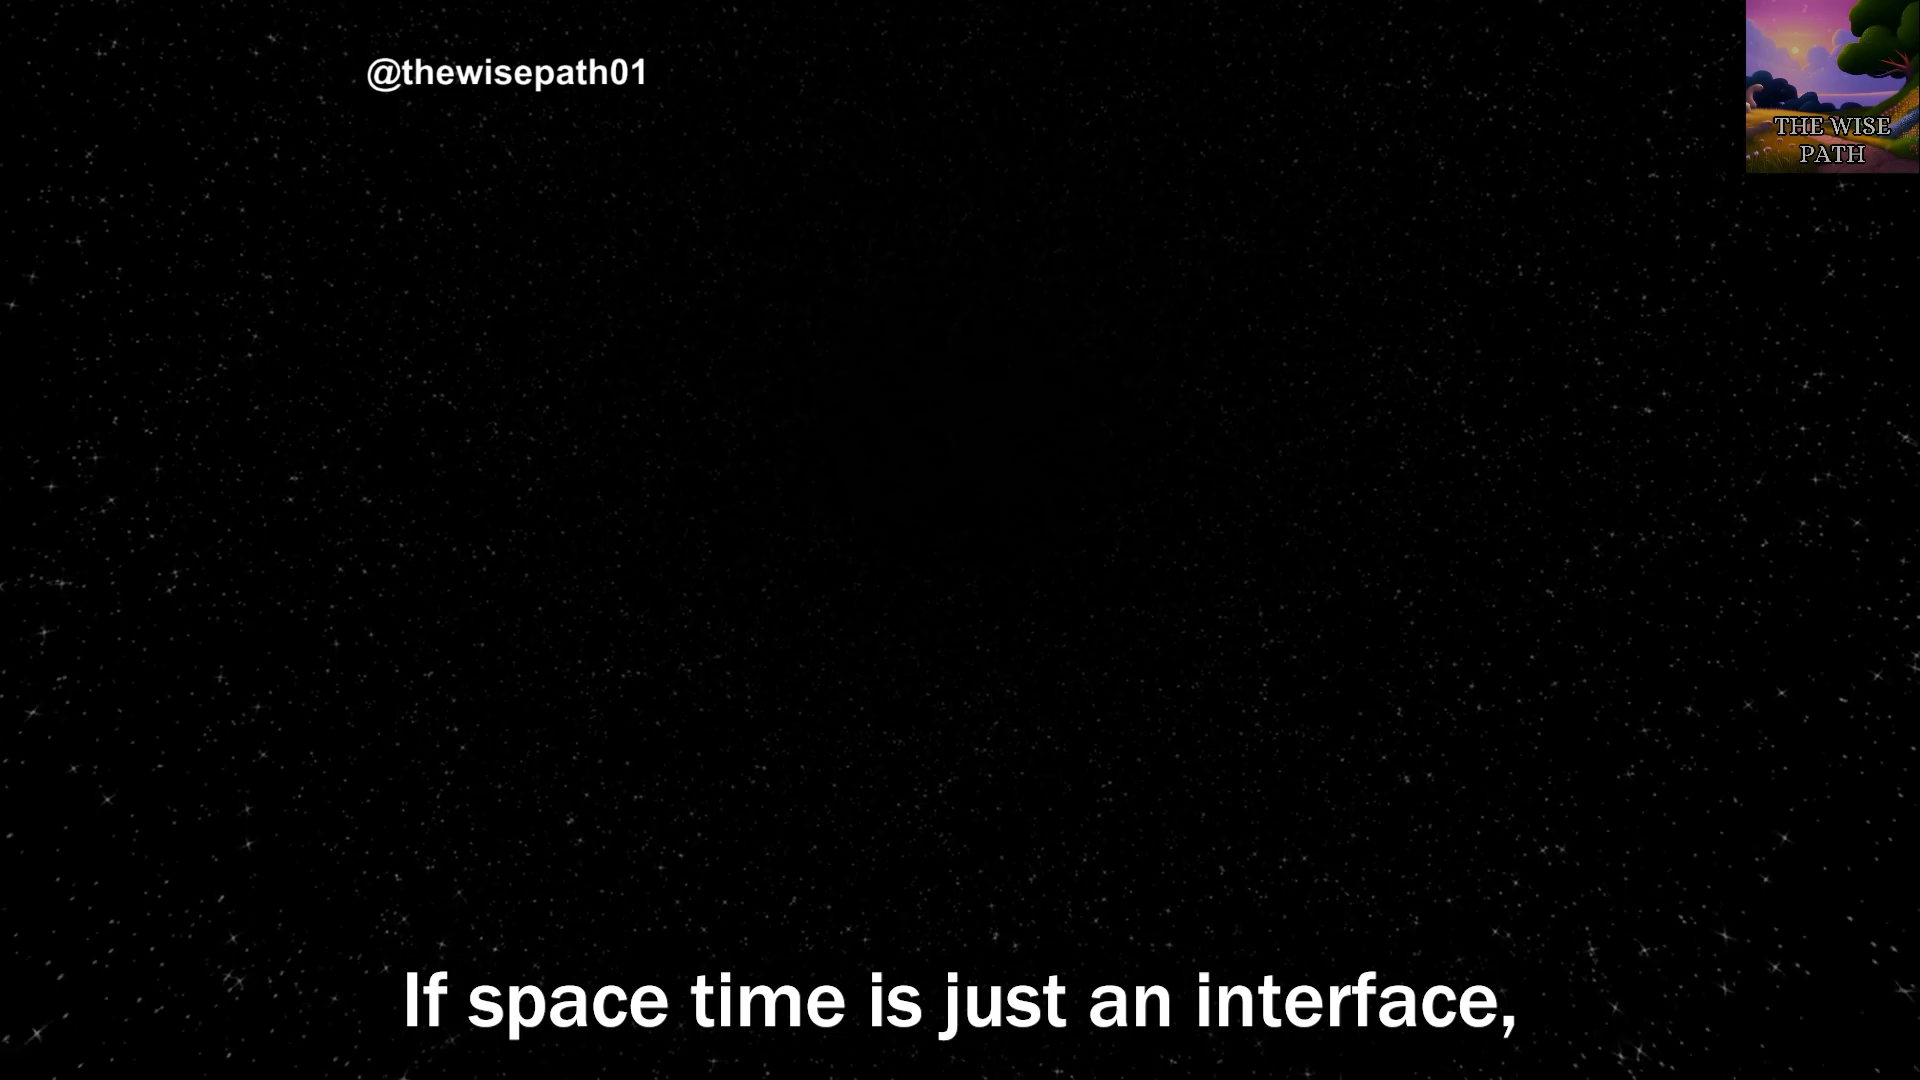 @thewisepath01
THE WISE
PATH
If space time is just an interface,